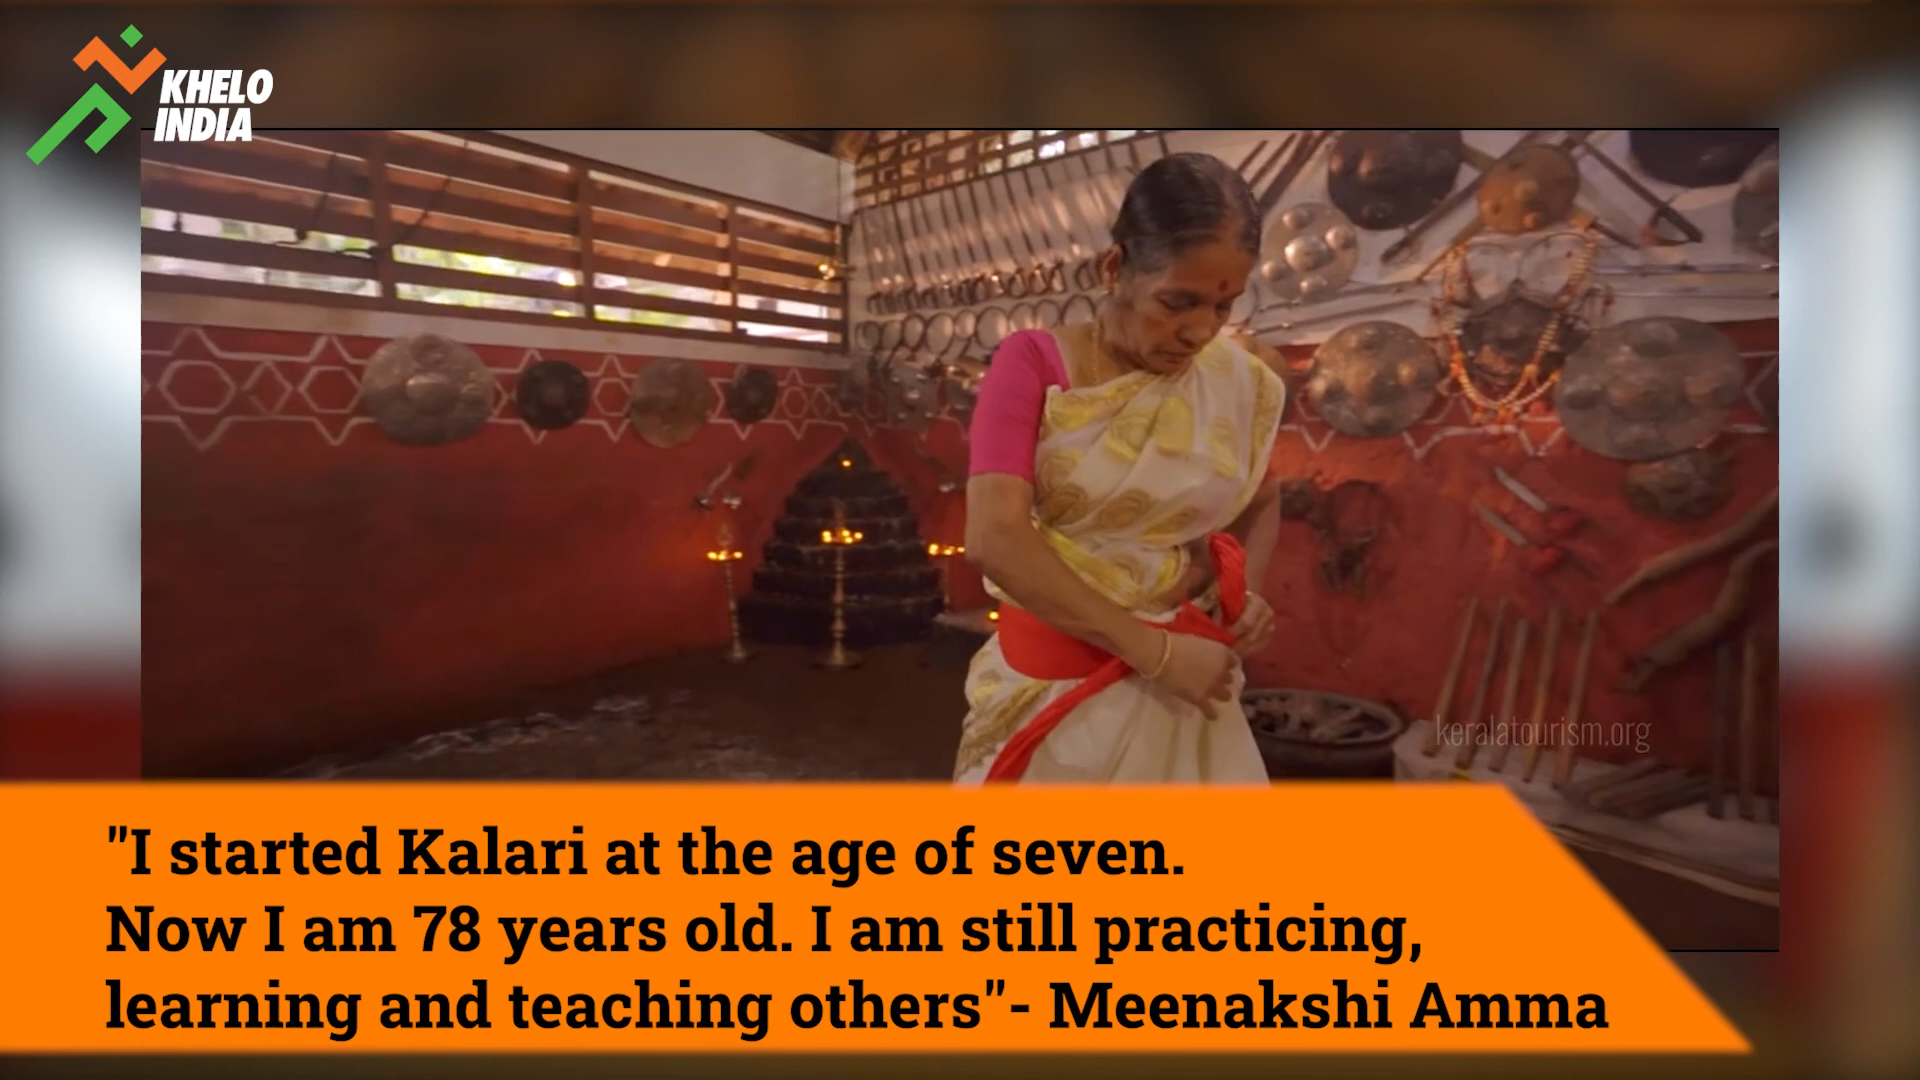 KHELO
INDIA
keralatourism.org
"I started Kalari at the age of seven.
Now I am 78 years old. I am still practicing,
learning and teaching others"- Meenakshi Amma